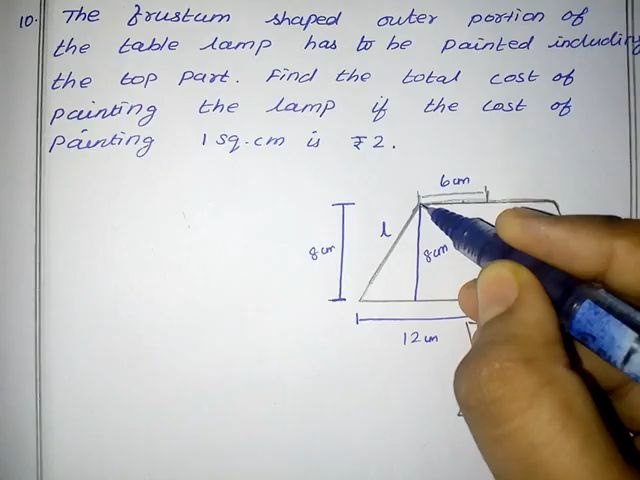 10. The frustum shaped outer portion of
the table lamp has to be painted including
the top part. Find the total cost of
painting the lamp if the cost of
painting 1 sq.cm is ₹2.
6cm
l
8cm
8cm
12cm